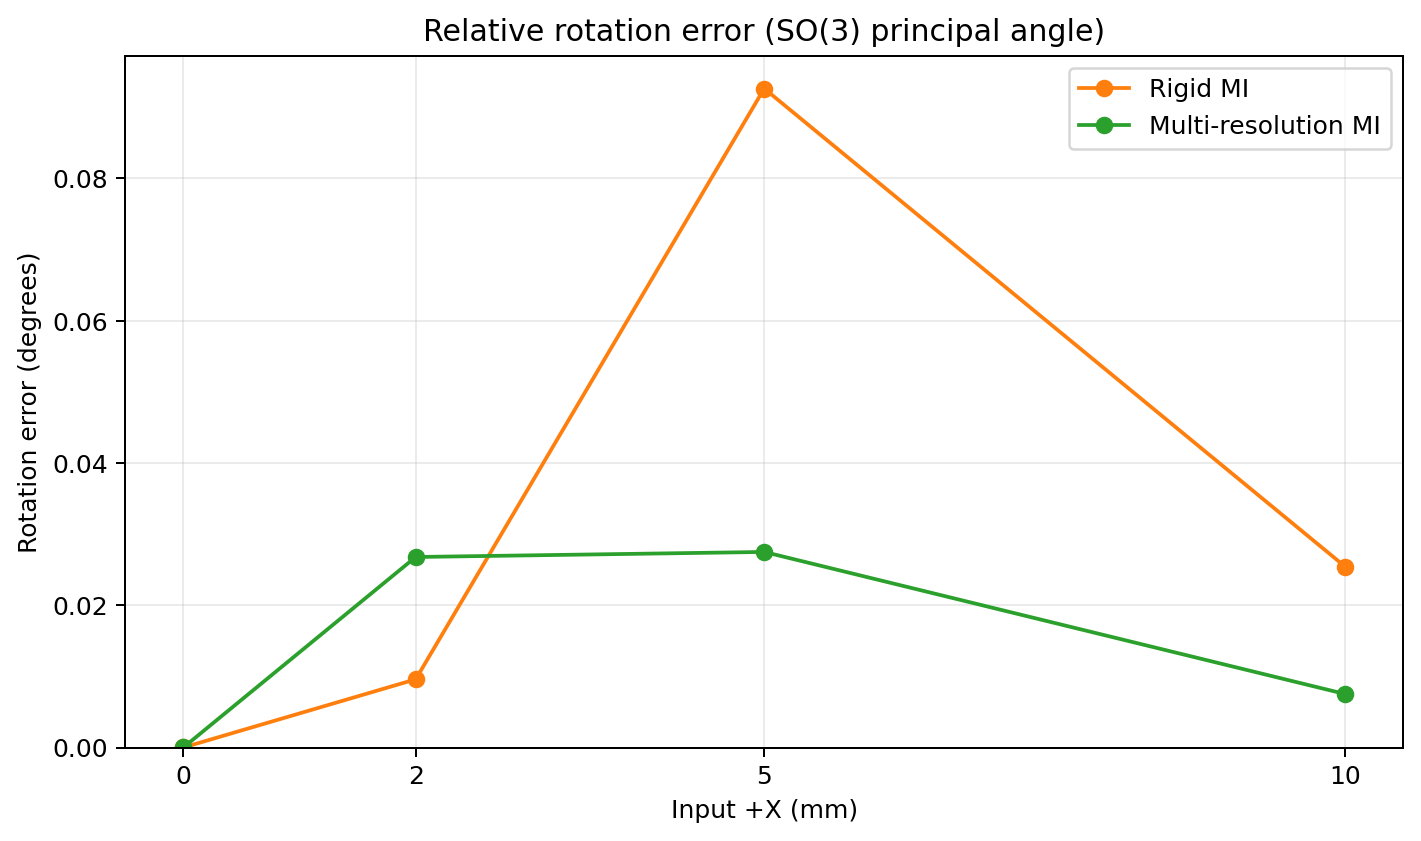 Relative rotation error (SO(3) principal angle)
Rigid MI
Multi-resolution MI
Rotation error (degrees)
0.08
0.06
0.04
0.02
0.00
0 2 5 10
Input +X (mm)